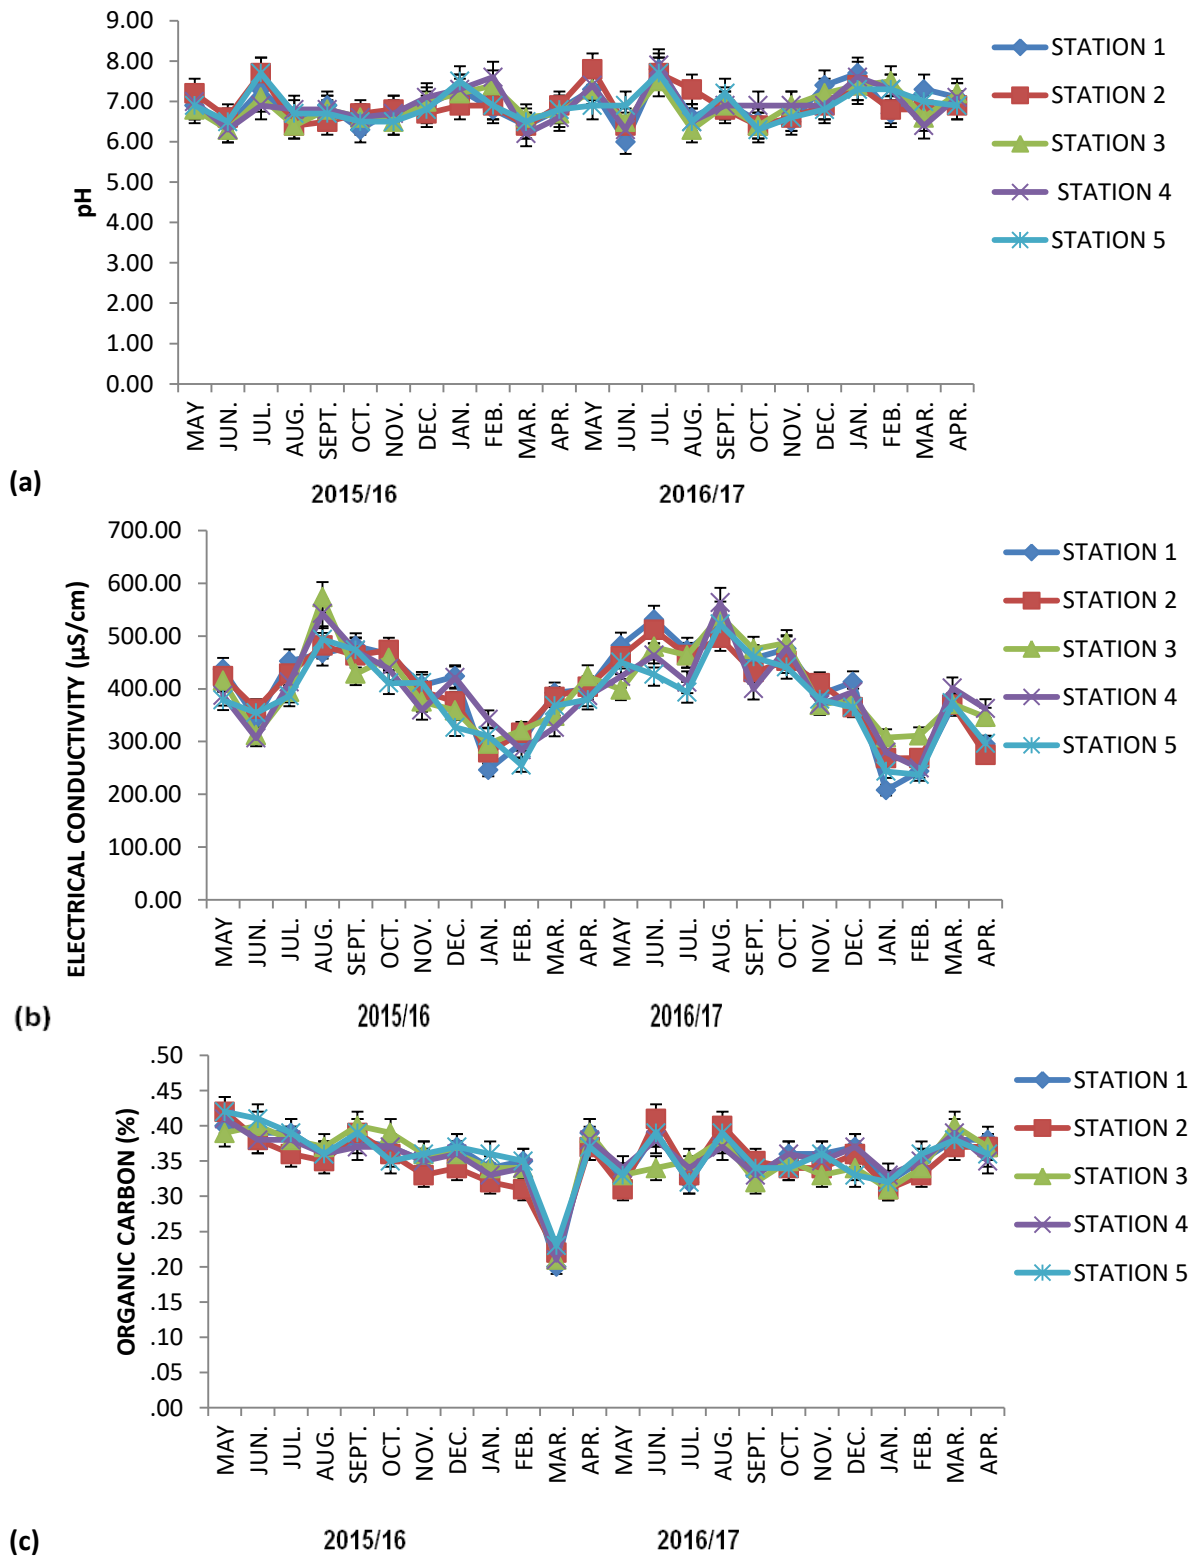 9.00
8.00
7.00
6.00
5.00
4.00
3.00
2.00
1.00
0.00
pH
MAY
JUN.
JUL.
AUG.
SEPT.
OCT.
NOV.
DEC.
JAN.
FEB.
MAR.
APR.
MAY
JUN.
JUL.
AUG.
SEPT.
OCT.
NOV.
DEC.
JAN.
FEB.
MAR.
APR.
STATION 1
STATION 2
STATION 3
STATION 4
STATION 5
(a)
2015/16 2016/17
700.00
600.00
500.00
400.00
300.00
200.00
100.00
0.00
ELECTRICAL CONDUCTIVITY (µS/cm)
MAY
JUN.
JUL.
AUG.
SEPT.
OCT.
NOV.
DEC.
JAN.
FEB.
MAR.
APR.
MAY
JUN.
JUL.
AUG.
SEPT.
OCT.
NOV.
DEC.
JAN.
FEB.
MAR.
APR.
STATION 1
STATION 2
STATION 3
STATION 4
STATION 5
(b)
2015/16 2016/17
.50
.45
.40
.35
.30
.25
.20
.15
.10
.05
.00
ORGANIC CARBON (%)
MAY
JUN.
JUL.
AUG.
SEPT.
OCT.
NOV.
DEC.
JAN.
FEB.
MAR.
APR.
MAY
JUN.
JUL.
AUG.
SEPT.
OCT.
NOV.
DEC.
JAN.
FEB.
MAR.
APR.
STATION 1
STATION 2
STATION 3
STATION 4
STATION 5
(c)
2015/16 2016/17